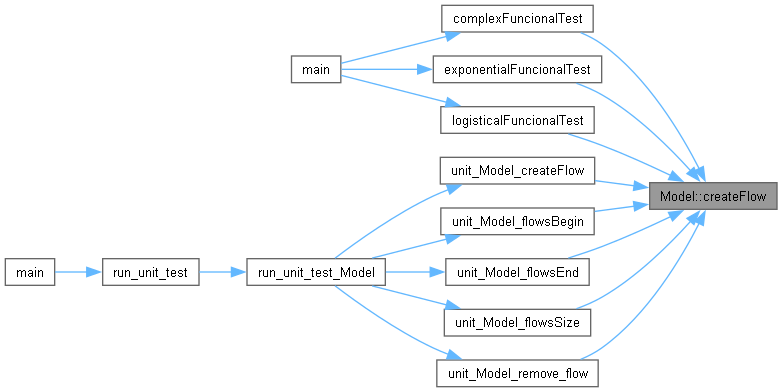 complexFuncionalTest
main
exponentialFuncionalTest
logisticalFuncionalTest
unit_Model_createFlow
Model::createFlow
unit_Model_flowsBegin
main
run_unit_test
run_unit_test_Model
unit_Model_flowsEnd
unit_Model_flowsSize
unit_Model_remove_flow